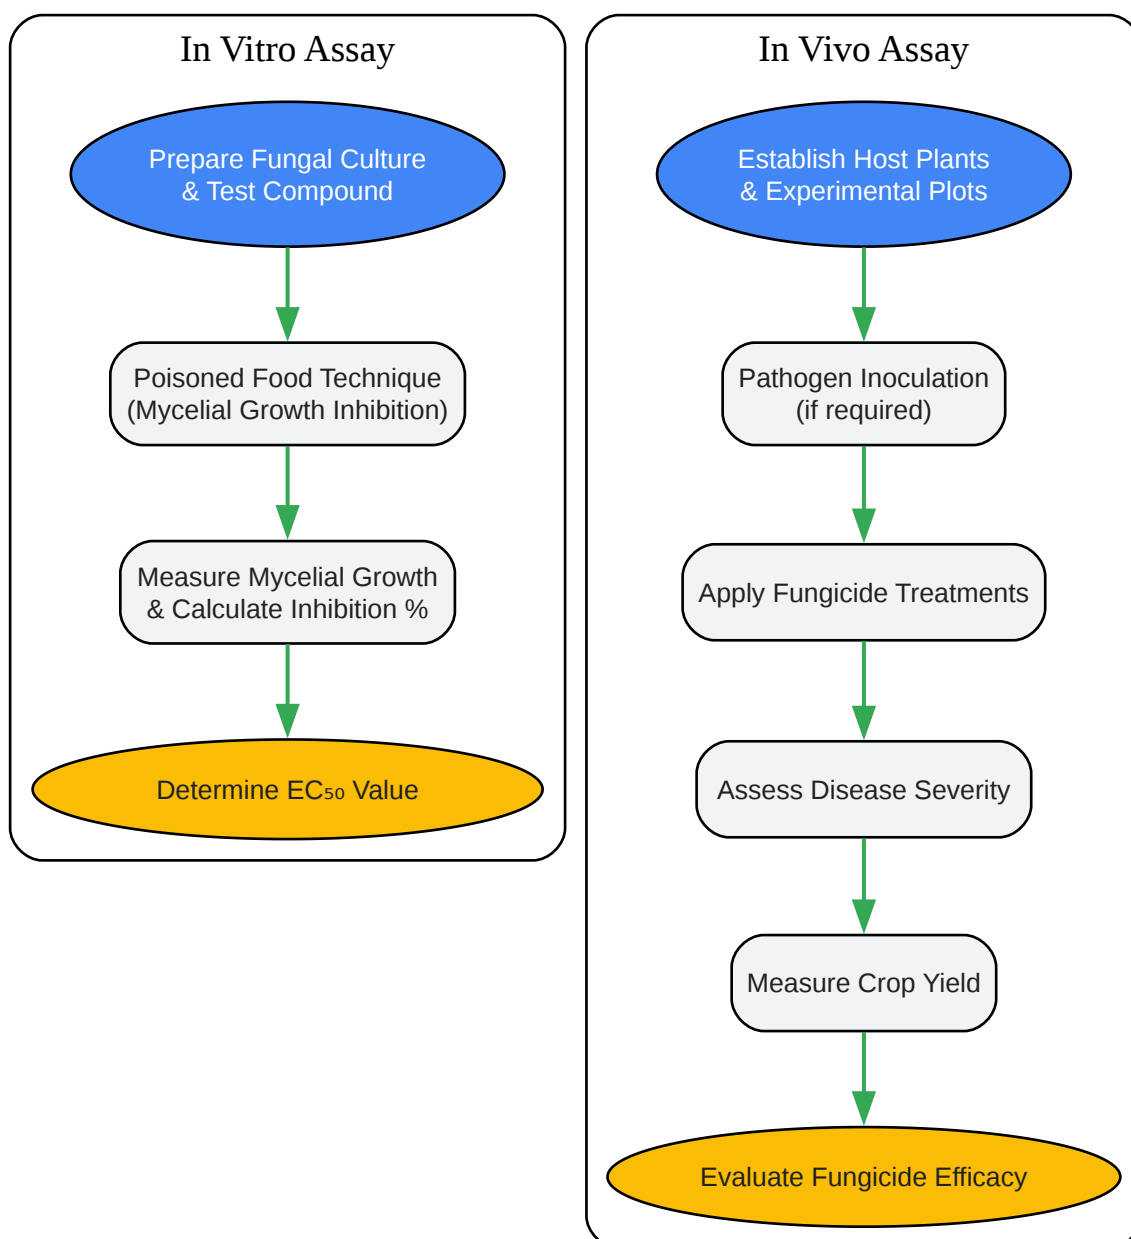 In Vitro Assay
Prepare Fungal Culture
& Test Compound
Poisoned Food Technique
(Mycelial Growth Inhibition)
Measure Mycelial Growth
& Calculate Inhibition %
Determine EC₅₀ Value
In Vivo Assay
Establish Host Plants
& Experimental Plots
Pathogen Inoculation
(if required)
Apply Fungicide Treatments
Assess Disease Severity
Measure Crop Yield
Evaluate Fungicide Efficacy